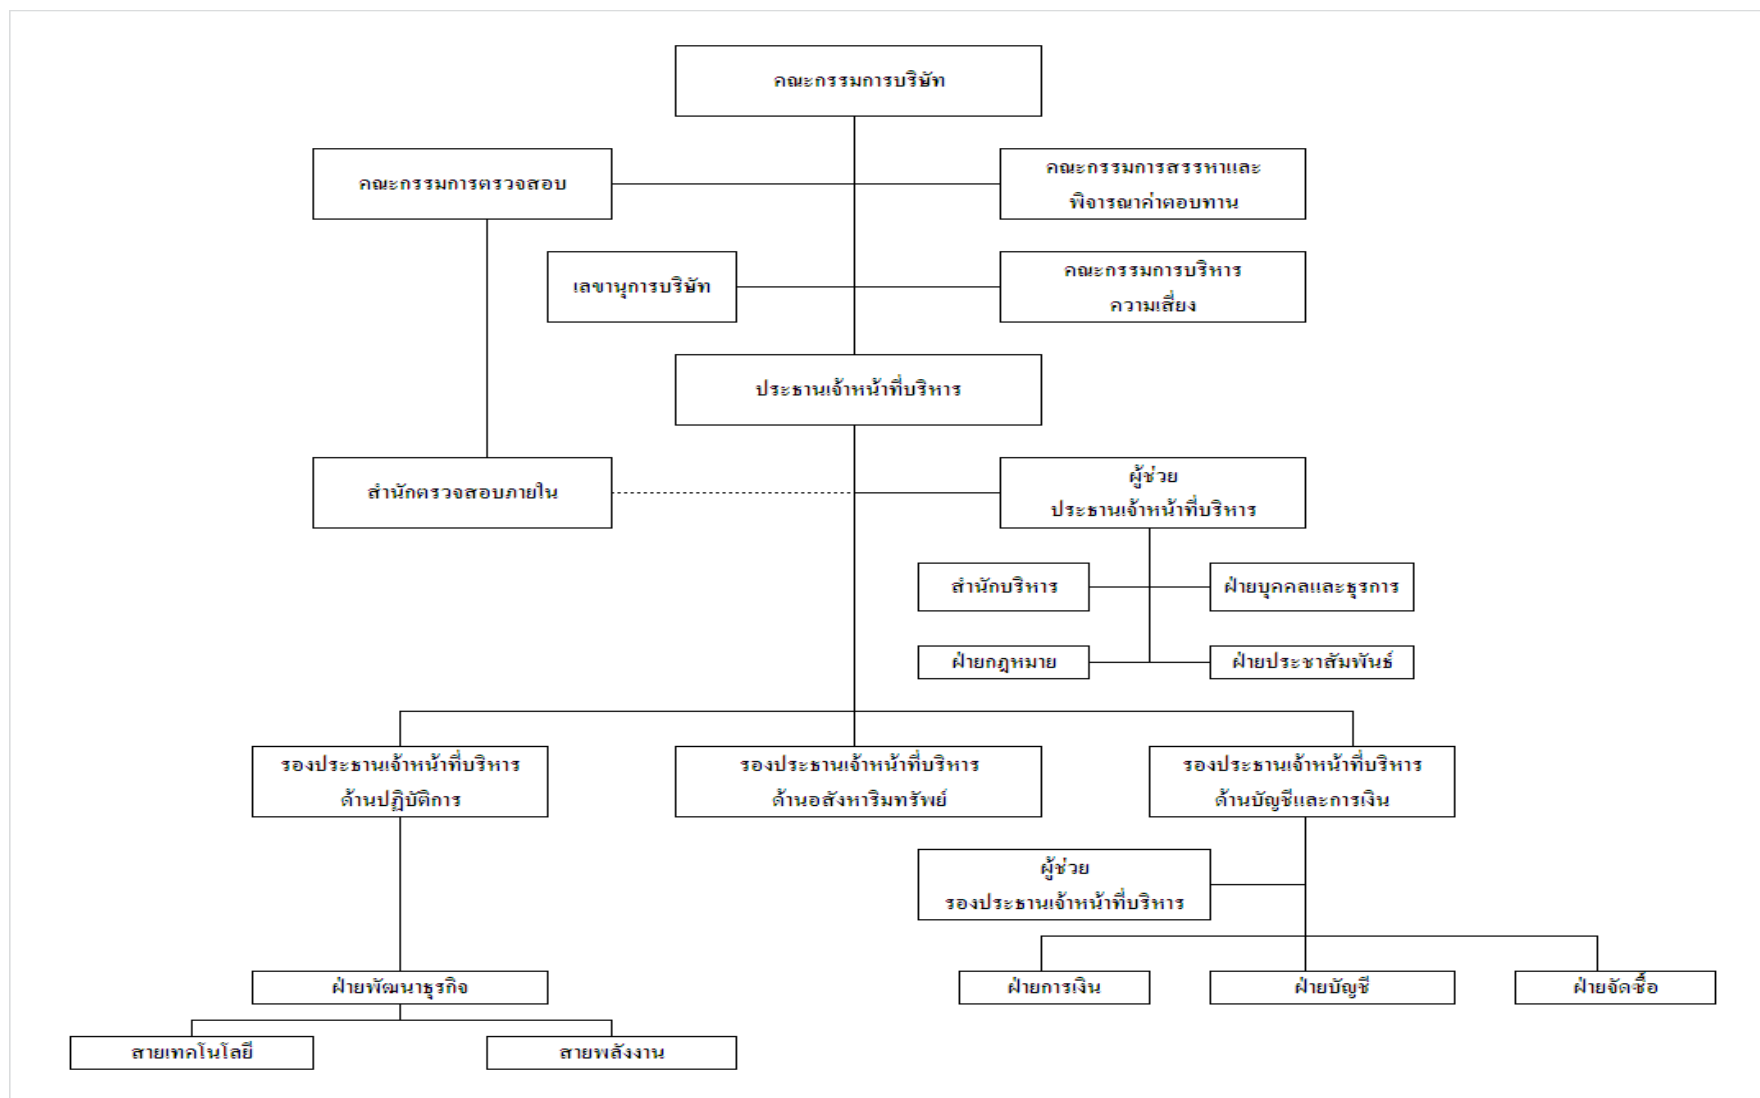 คณะกรรมการบริษัท
คณะกรรมการตรวจสอบ
คณะกรรมการสรรหาและ
พิจารณาค่าตอบทาน
เลขานุการบริษัท
คณะกรรมการบริหาร
ความเสี่ยง
ประธานเจ้าหน้าที่บริหาร
สำนักตรวจสอบภายใน
ผู้ช่วย
ประธานเจ้าหน้าที่บริหาร
สำนักบริหาร
ฝ่ายบุคคลและธุรการ
ฝ่ายกฎหมาย
ฝ่ายประชาสัมพันธ์
รองประธานเจ้าหน้าที่บริหาร
ด้านปฏิบัติการ
รองประธานเจ้าหน้าที่บริหาร
ด้านอสังหาริมทรัพย์
รองประธานเจ้าหน้าที่บริหาร
ด้านบัญชีและการเงิน
ผู้ช่วย
รองประธานเจ้าหน้าที่บริหาร
ฝ่ายพัฒนาธุรกิจ
ฝ่ายการเงิน
ฝ่ายบัญชี
ฝ่ายจัดซื้อ
สายเทคโนโลยี
สายพลังงาน